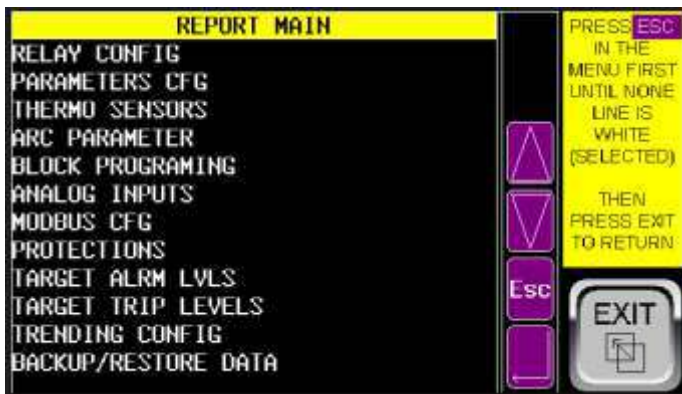 REPORT MAIN
RELAY CONFIG
PARAMETERS CFG
THERMO SENSORS
ARC PARAMETER
BLOCK PROGRAMING
ANALOG INPUTS
MODBUS CFG
PROTECTIONS
TARGET ALRM LVLS
TARGET TRIP LEVELS
TRENDING CONFIG
BACKUP/RESTORE DATA
Esc
PRESS ESC
IN THE
MENU FIRST
UNTIL NONE
LINE IS
WHITE
(SELECTED)
THEN
PRESS EXIT
TO RETURN
EXIT